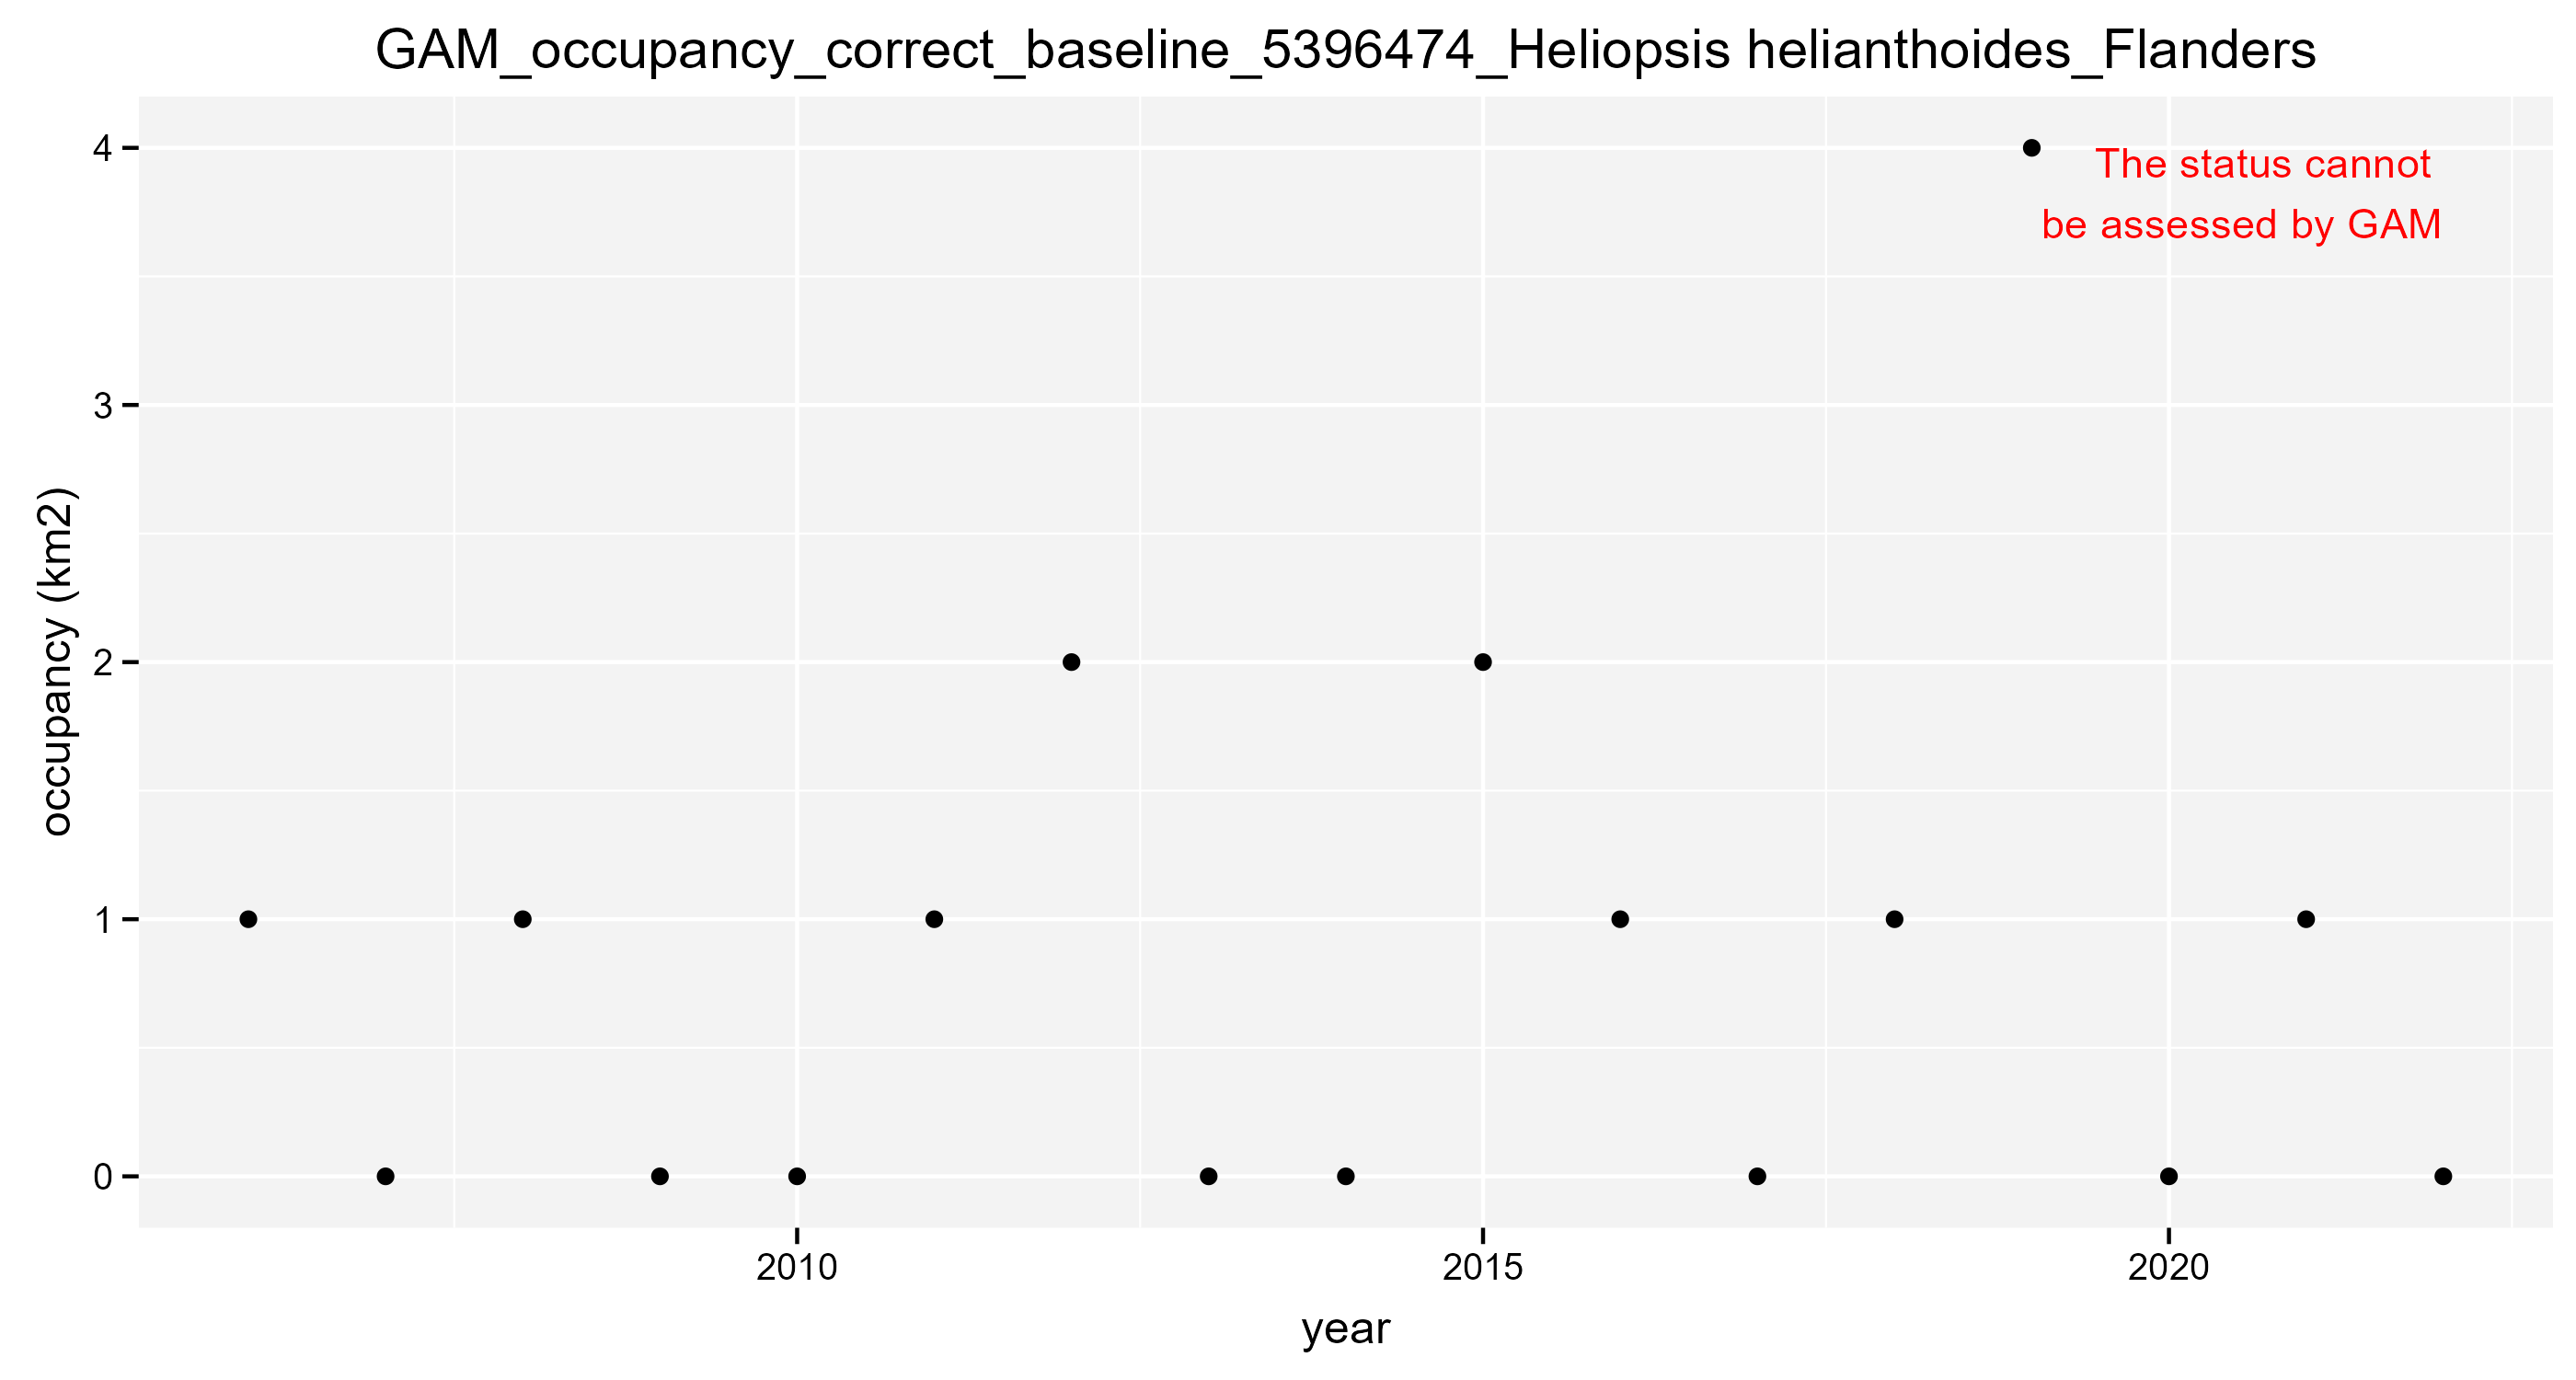 GAM_occupancy_correct_baseline_5396474_Heliopsis helianthoides_Flanders
4
The status cannot
be assessed by GAM
3
occupancy (km2)
2
1
0
2010
2015
2020
year